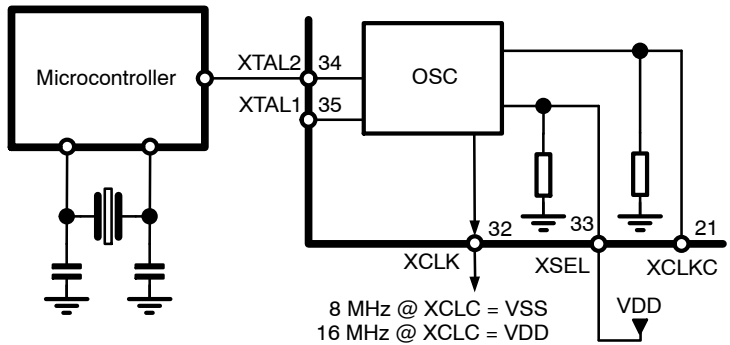 Microcontroller
XTAL2
34
XTAL1
35
OSC
32
33
21
XCLK
XSEL
XCLKC
8 MHz @ XCLC = VSS
16 MHz @ XCLC = VDD
VDD